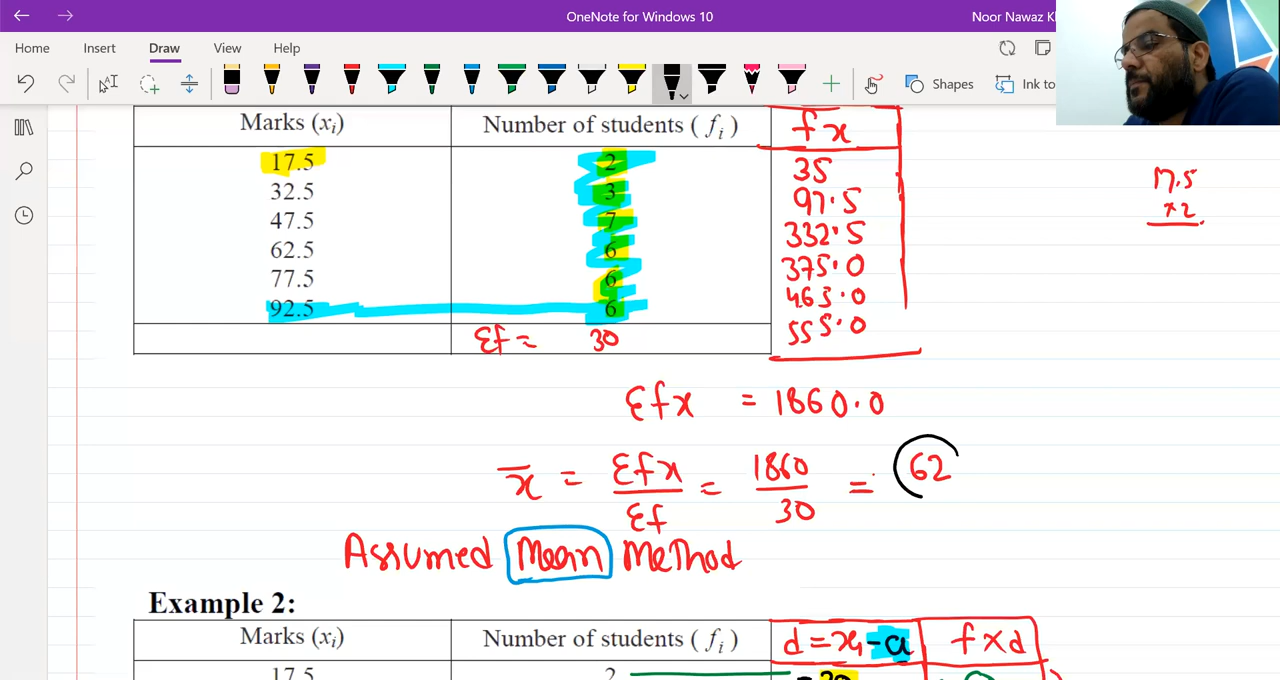 OneNote for Windows 10
Noor Nawaz
Home Insert Draw View Help
Shapes Ink to
Marks (xi) Number of students ( fi ) fx
17.5 2 35
32.5 3 97.5
47.5 7 332.5
62.5 6 375.0
77.5 6 463.0
92.5 6 555.0
Σf = 30
17.5
×2
Σfx = 1860.0
x̄ = Σfx/Σf = 1860/30 = 62
Assumed Mean Method
Example 2:
Marks (xi) Number of students ( fi ) d = xi - a f×d
17.5 2